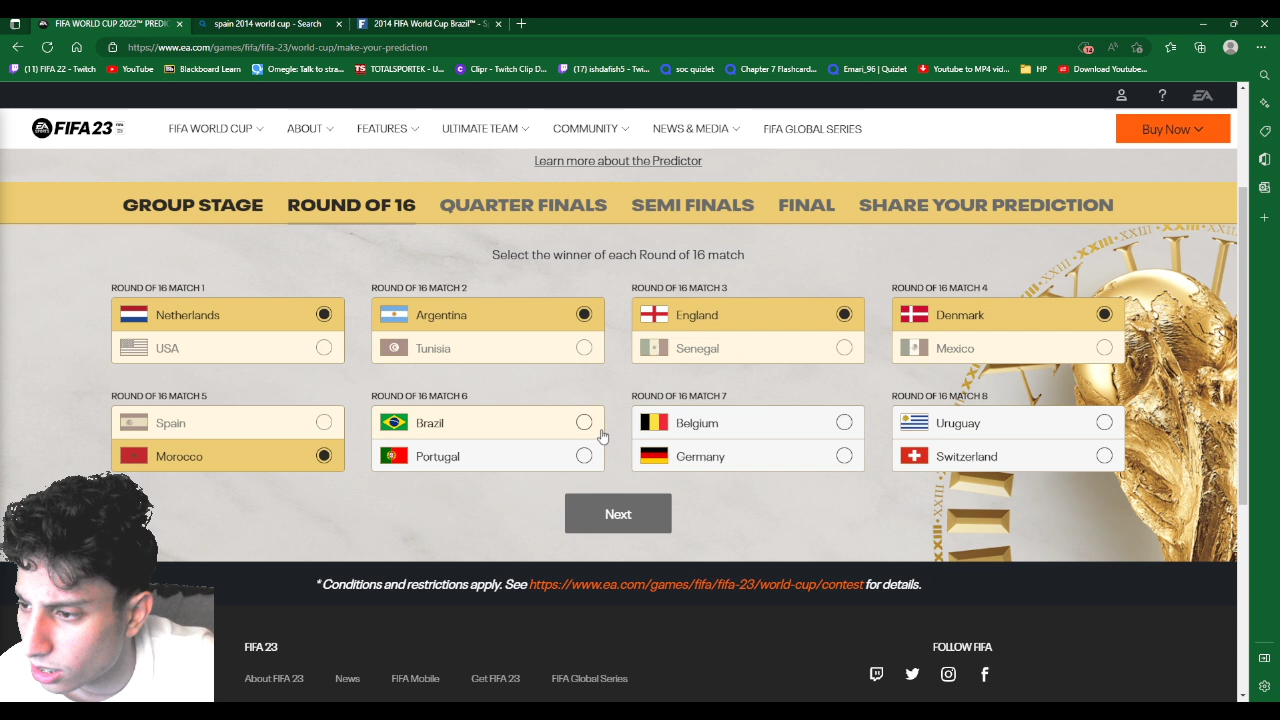 FIFA WORLD CUP 2022™ PREDI
spain 2014 world cup - Search
2014 FIFA World Cup Brazil™ - S
https://www.ea.com/games/fifa/fifa-23/world-cup/make-your-prediction
(11) FIFA 22 - Twitch
YouTube
Blackboard Learn
Omegle: Talk to stra...
TOTALSPORTEK - U...
Clipr - Twitch Clip D...
(17) ishdafish5 - Twi...
soc quizlet
Chapter 7 Flashcard...
Emari_96 | Quizlet
Youtube to MP4 vid...
HP
Download Youtube...
EA
EA SPORTS FIFA 23
FIFA WORLD CUP
ABOUT
FEATURES
ULTIMATE TEAM
COMMUNITY
NEWS & MEDIA
FIFA GLOBAL SERIES
Buy Now
Learn more about the Predictor
GROUP STAGE
ROUND OF 16
QUARTER FINALS
SEMI FINALS
FINAL
SHARE YOUR PREDICTION
Select the winner of each Round of 16 match
ROUND OF 16 MATCH 1
Netherlands
USA
ROUND OF 16 MATCH 2
Argentina
Tunisia
ROUND OF 16 MATCH 3
England
Senegal
ROUND OF 16 MATCH 4
Denmark
Mexico
ROUND OF 16 MATCH 5
Spain
Morocco
ROUND OF 16 MATCH 6
Brazil
Portugal
ROUND OF 16 MATCH 7
Belgium
Germany
ROUND OF 16 MATCH 8
Uruguay
Switzerland
Next
* Conditions and restrictions apply. See https://www.ea.com/games/fifa/fifa-23/world-cup/contest for details.
FIFA 23
FOLLOW FIFA
About FIFA 23
News
FIFA Mobile
Get FIFA 23
FIFA Global Series